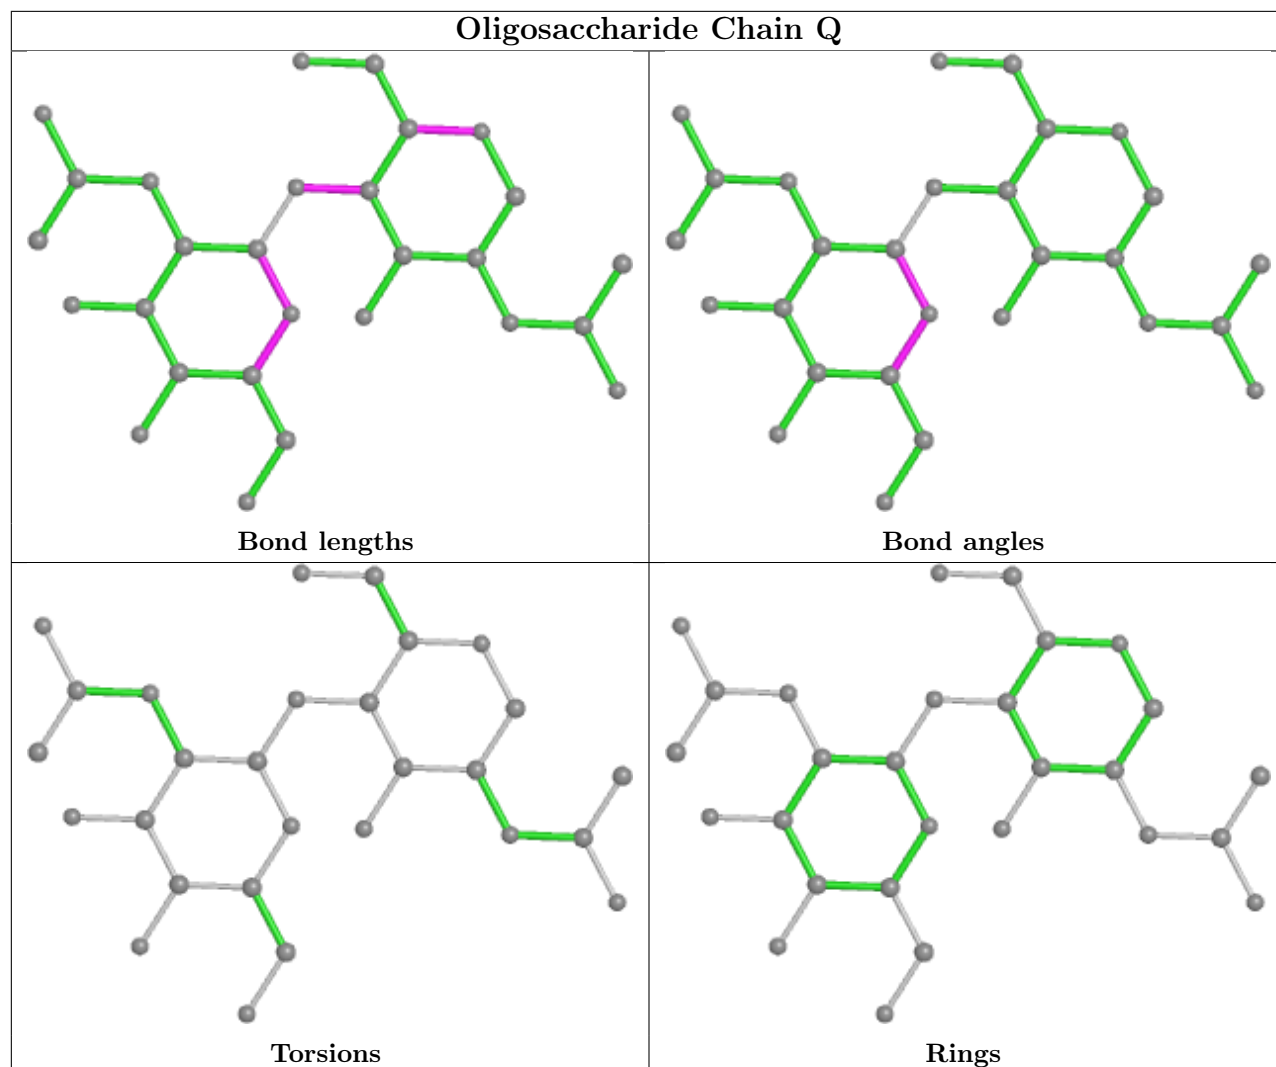 Oligosaccharide Chain Q
Bond lengths
Bond angles
Torsions
Rings